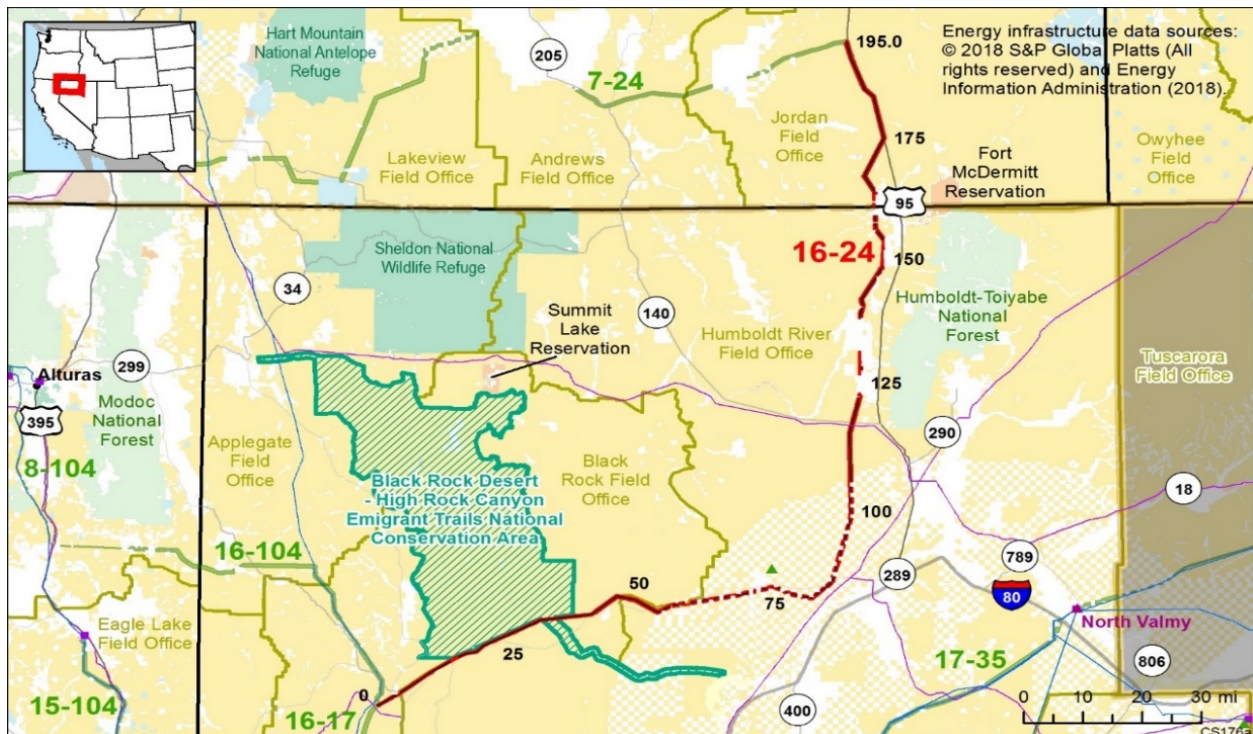 Hart Mountain
National Antelope
Refuge
205
7-24
195.0
Energy infrastructure data sources:
© 2018 S&P Global Platts (All
rights reserved) and Energy
Information Administration (2018).
Lakeview
Field Office
Andrews
Field Office
Jordan
Field
Office
175
Fort
McDermitt
Reservation
Owyhee
Field
Office
95
Sheldon National
Wildlife Refuge
16-24
150
34
Summit
Lake
Reservation
140
Humboldt River
Field Office
Humboldt-Toiyabe
National
Forest
Tuscarora
Field Office
299
Alturas
395
Modoc
National
Forest
125
290
8-104
Applegate
Field
Office
Black Rock Desert
- High Rock Canyon
Emigrant Trails National
Conservation Area
Black
Rock Field
Office
18
100
16-104
50
75
289
789
80
North Valmy
Eagle Lake
Field Office
25
17-35
806
0
15-104
16-17
400
0 10 20 30 mi
CS176a